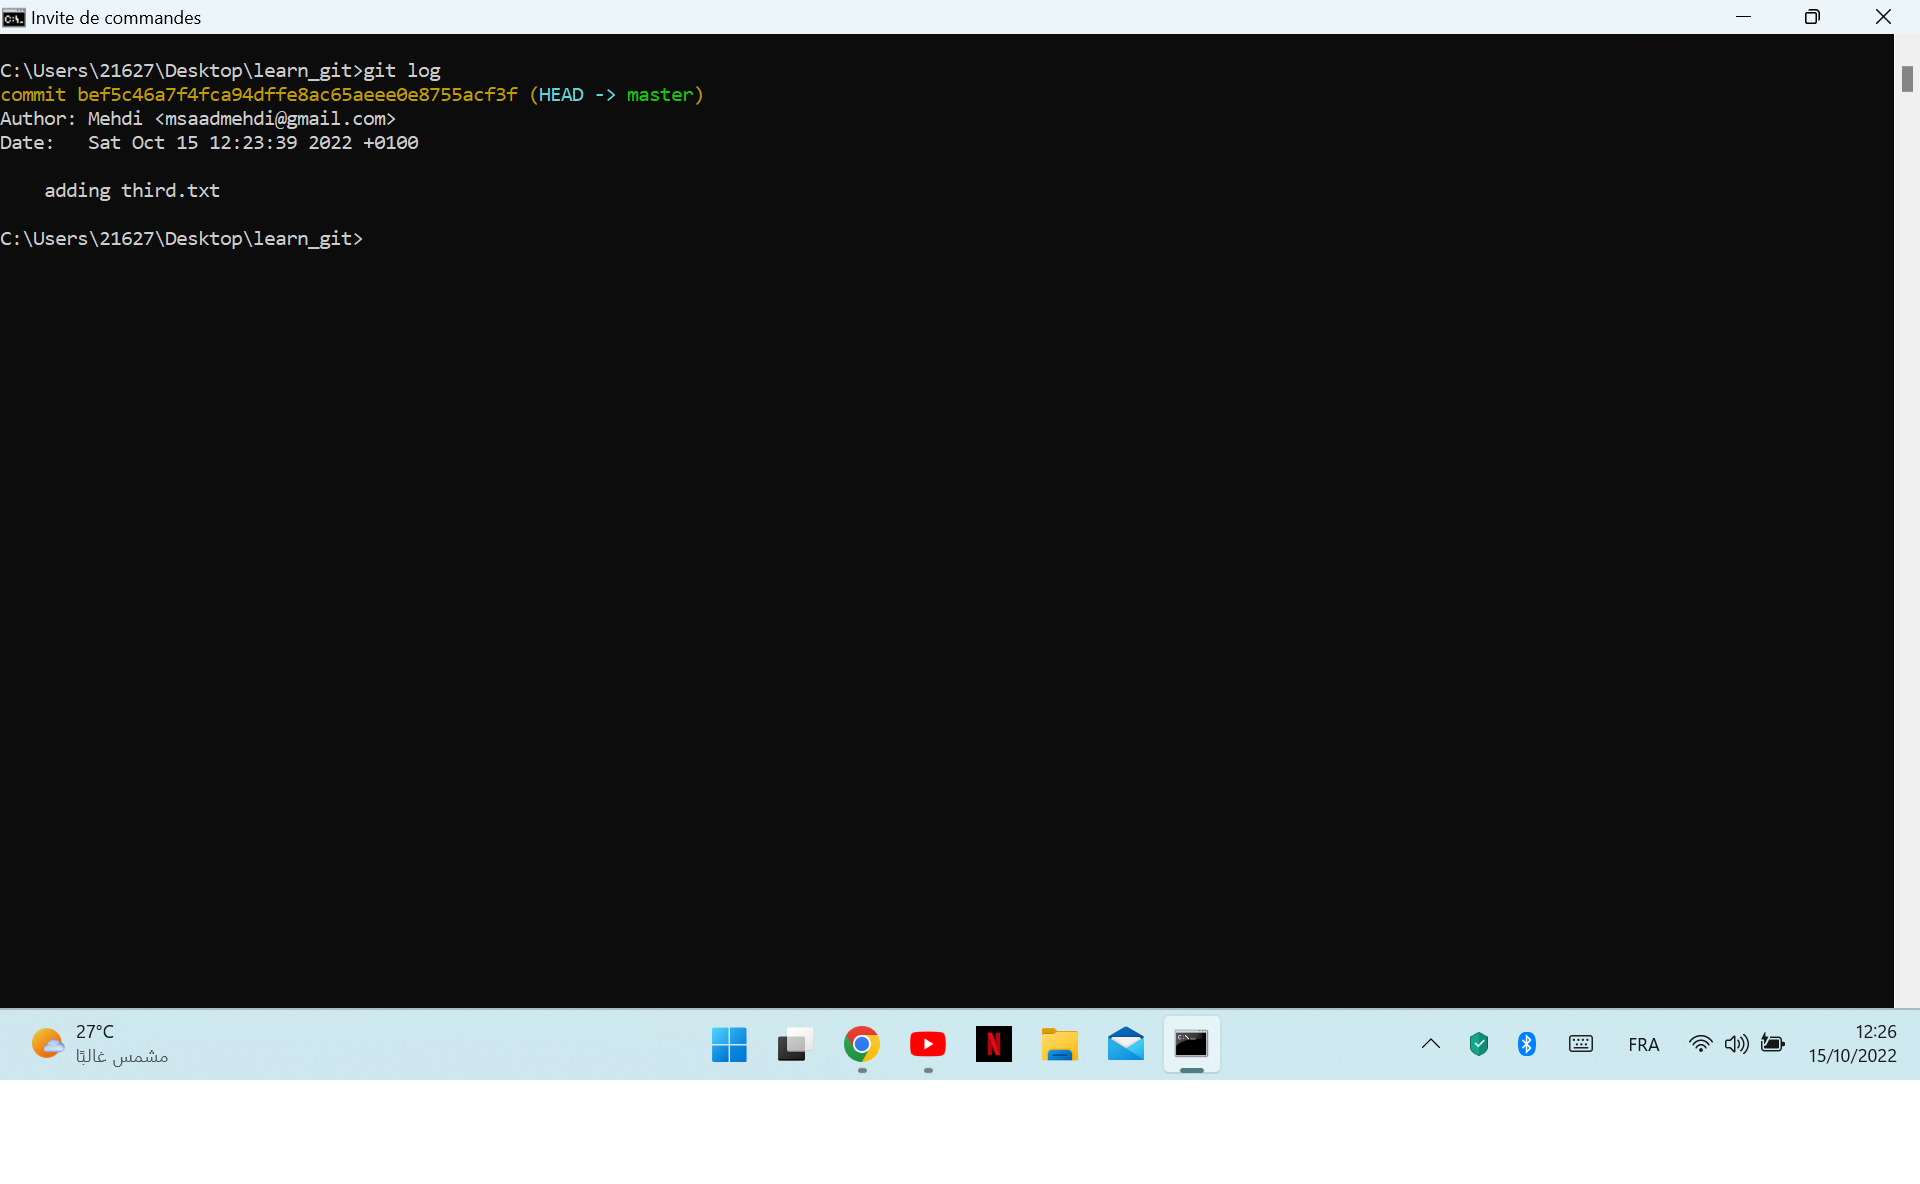 Invite de commandes
C:\Users\21627\Desktop\learn_git>git log
commit bef5c46a7f4fca94dffe8ac65aeee0e8755acf3f (HEAD -> master)
Author: Mehdi <msaadmehdi@gmail.com>
Date:   Sat Oct 15 12:23:39 2022 +0100
    adding third.txt
C:\Users\21627\Desktop\learn_git>
27°C
مشمس غالبًا
FRA
12:26
15/10/2022